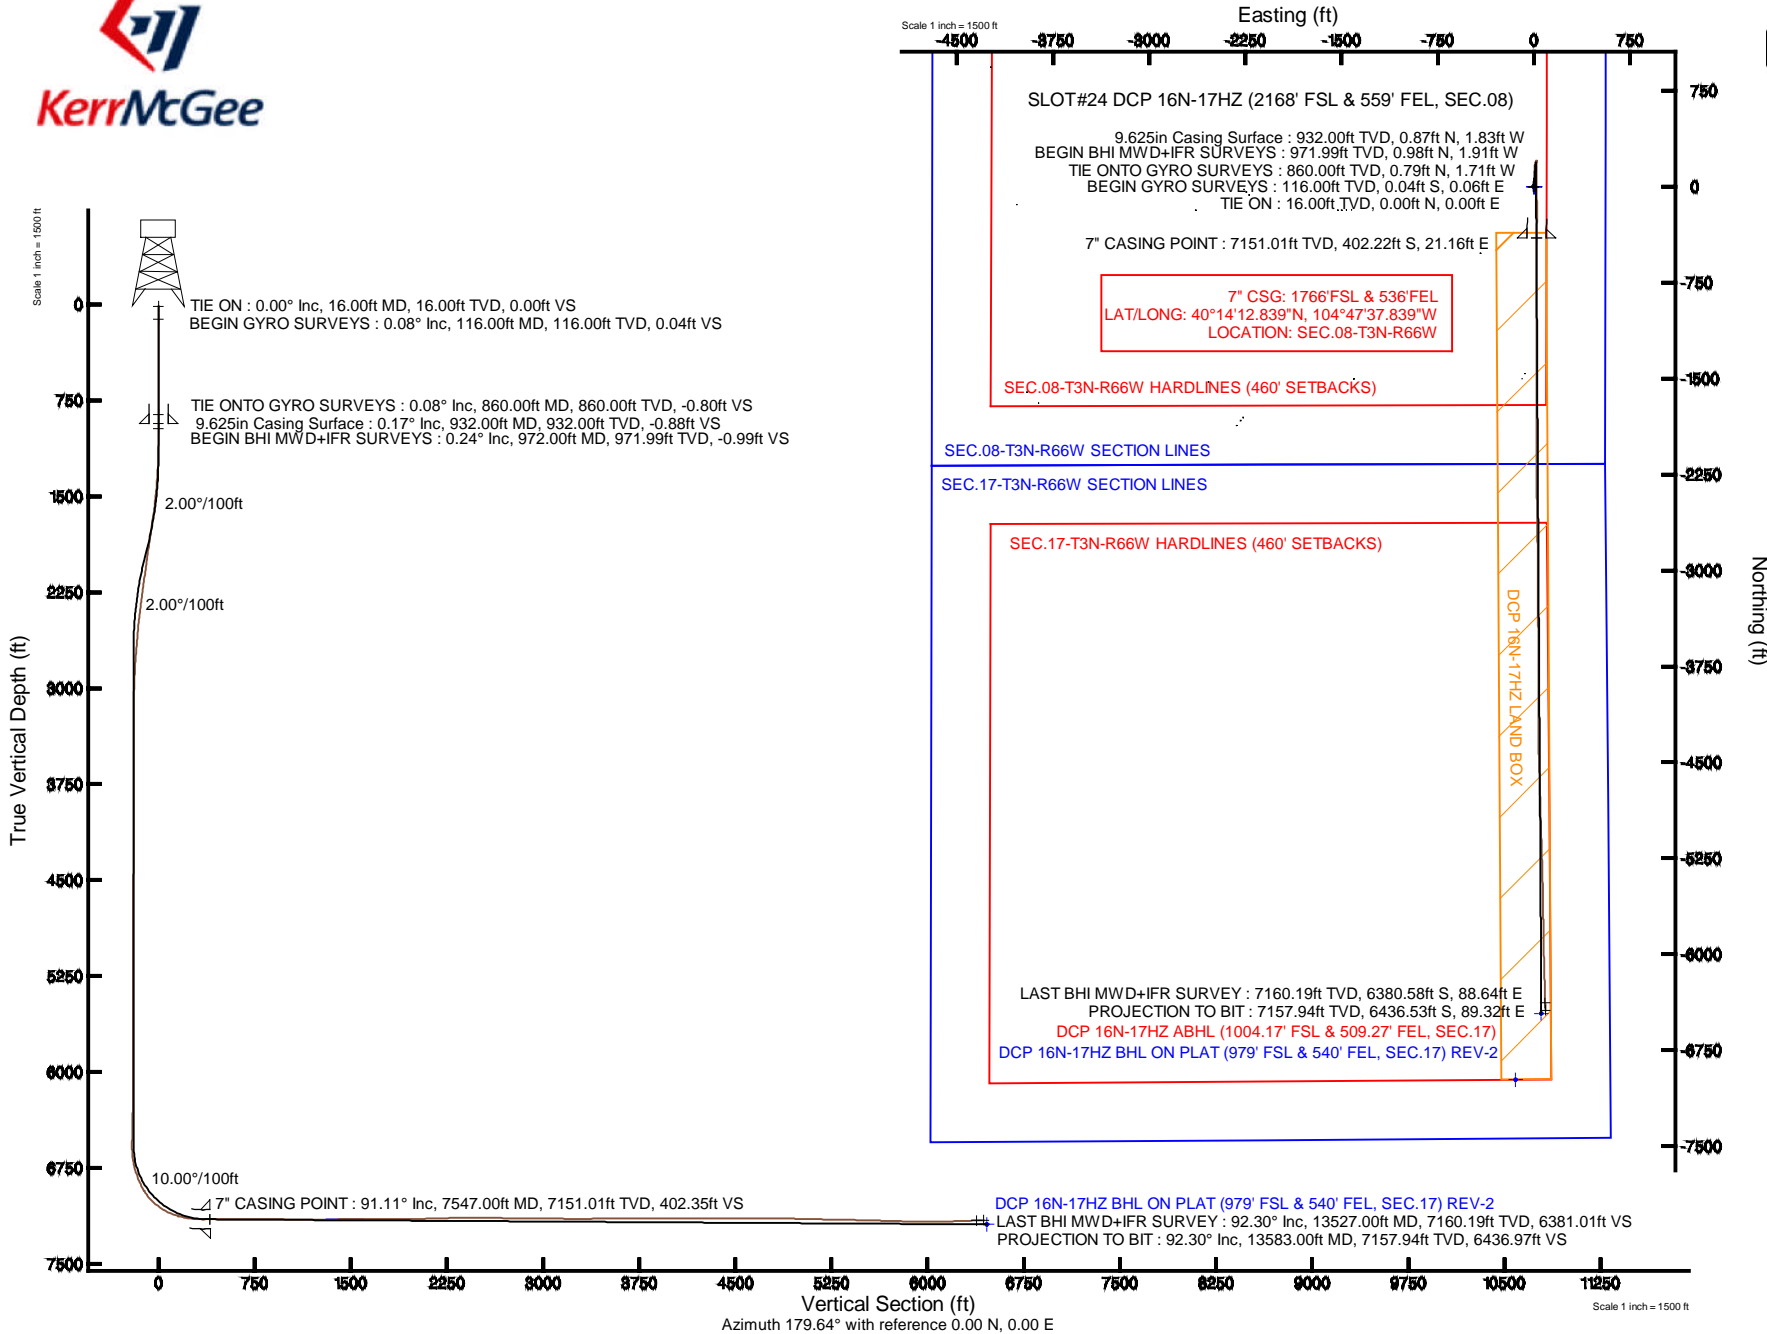 KerrMcGee
Scale 1 inch = 1500 ft
True Vertical Depth (ft)
0
750
1500
2250
3000
3750
4500
5250
6000
6750
7500
TIE ON : 0.00° Inc, 16.00ft MD, 16.00ft TVD, 0.00ft VS
BEGIN GYRO SURVEYS : 0.08° Inc, 116.00ft MD, 116.00ft TVD, 0.04ft VS
TIE ONTO GYRO SURVEYS : 0.08° Inc, 860.00ft MD, 860.00ft TVD, -0.80ft VS
9.625in Casing Surface : 0.17° Inc, 932.00ft MD, 932.00ft TVD, -0.88ft VS
BEGIN BHI MWD+IFR SURVEYS : 0.24° Inc, 972.00ft MD, 971.99ft TVD, -0.99ft VS
2.00°/100ft
2.00°/100ft
10.00°/100ft
7" CASING POINT : 91.11° Inc, 7547.00ft MD, 7151.01ft TVD, 402.35ft VS
DCP 16N-17HZ BHL ON PLAT (979' FSL & 540' FEL, SEC.17) REV-2
LAST BHI MWD+IFR SURVEY : 92.30° Inc, 13527.00ft MD, 7160.19ft TVD, 6381.01ft VS
PROJECTION TO BIT : 92.30° Inc, 13583.00ft MD, 7157.94ft TVD, 6436.97ft VS
0 750 1500 2250 3000 3750 4500 5250 6000 6750 7500 8250 9000 9750 10500 11250
Vertical Section (ft)
Azimuth 179.64° with reference 0.00 N, 0.00 E
Scale 1 inch = 1500 ft
Scale 1 inch = 1500 ft
Easting (ft)
-4500 -3750 -3000 -2250 -1500 -750 0 750
SLOT#24 DCP 16N-17HZ (2168' FSL & 559' FEL, SEC.08)
9.625in Casing Surface : 932.00ft TVD, 0.87ft N, 1.83ft W
BEGIN BHI MWD+IFR SURVEYS : 971.99ft TVD, 0.98ft N, 1.91ft W
TIE ONTO GYRO SURVEYS : 860.00ft TVD, 0.79ft N, 1.71ft W
BEGIN GYRO SURVEYS : 116.00ft TVD, 0.04ft S, 0.06ft E
TIE ON : 16.00ft TVD, 0.00ft N, 0.00ft E
7" CASING POINT : 7151.01ft TVD, 402.22ft S, 21.16ft E
7" CSG: 1766'FSL & 536'FEL
LAT/LONG: 40°14'12.839"N, 104°47'37.839"W
LOCATION: SEC.08-T3N-R66W
SEC.08-T3N-R66W HARDLINES (460' SETBACKS)
SEC.08-T3N-R66W SECTION LINES
SEC.17-T3N-R66W SECTION LINES
SEC.17-T3N-R66W HARDLINES (460' SETBACKS)
DCP 16N-17HZ LAND BOX
LAST BHI MWD+IFR SURVEY : 7160.19ft TVD, 6380.58ft S, 88.64ft E
PROJECTION TO BIT : 7157.94ft TVD, 6436.53ft S, 89.32ft E
DCP 16N-17HZ ABHL (1004.17' FSL & 509.27' FEL, SEC.17)
DCP 16N-17HZ BHL ON PLAT (979' FSL & 540' FEL, SEC.17) REV-2
750
0
-750
-1500
-2250
-3000
-3750
-4500
-5250
-6000
-6750
-7500
Northing (ft)